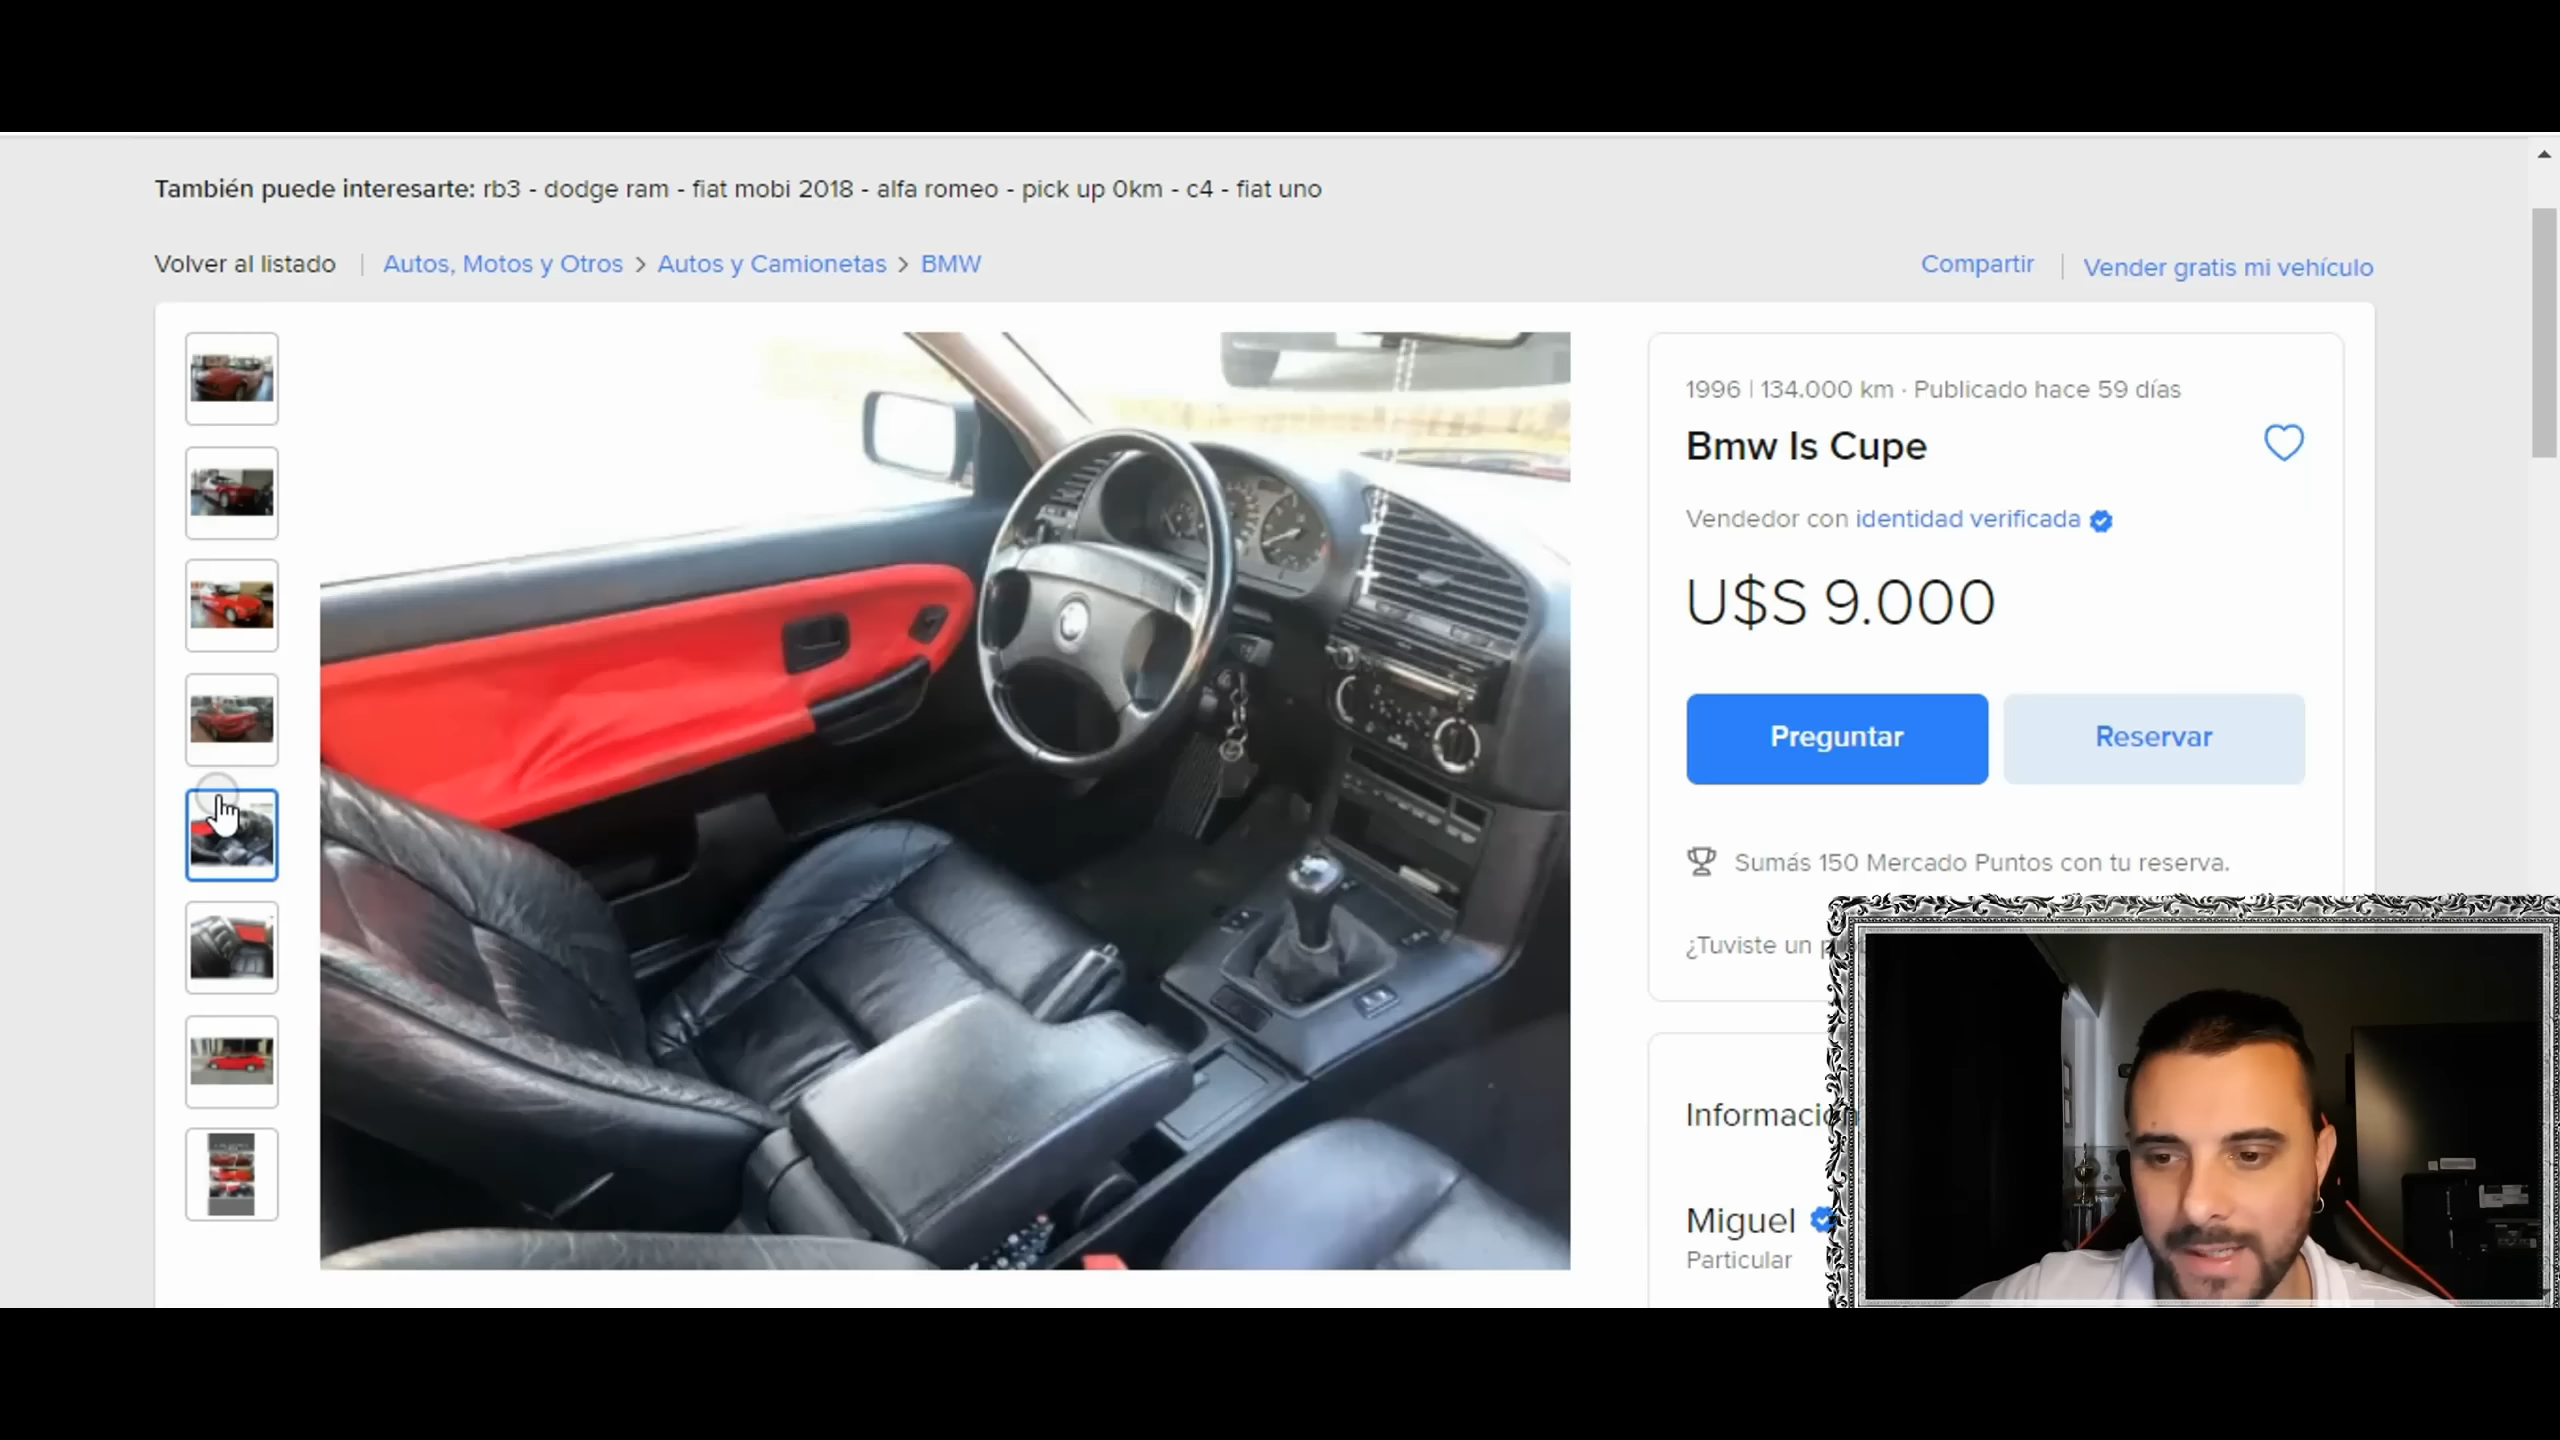 También puede interesarte: rb3 - dodge ram - fiat mobi 2018 - alfa romeo - pick up 0km - c4 - fiat uno
Volver al listado | Autos, Motos y Otros > Autos y Camionetas > BMW
Compartir | Vender gratis mi vehículo
1996 | 134.000 km · Publicado hace 59 días
Bmw Is Cupe
Vendedor con identidad verificada
U$S 9.000
Preguntar
Reservar
Sumás 150 Mercado Puntos con tu reserva.
¿Tuviste un
Información
Miguel
Particular